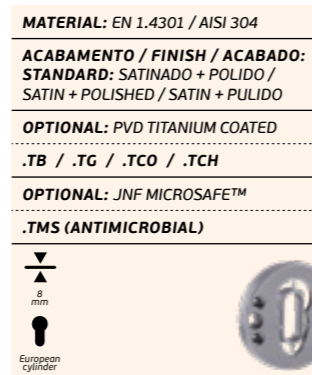 MATERIAL: EN 1.4301 / AISI 304
ACABAMENTO / FINISH / ACABADO:
STANDARD: SATINADO + POLIDO /
SATIN + POLISHED / SATIN + PULIDO
OPTIONAL: PVD TITANIUM COATED
.TB / .TG / .TCO / .TCH
OPTIONAL: JNF MICROSAFE™
.TMS (ANTIMICROBIAL)
8
mm
European
cylinder